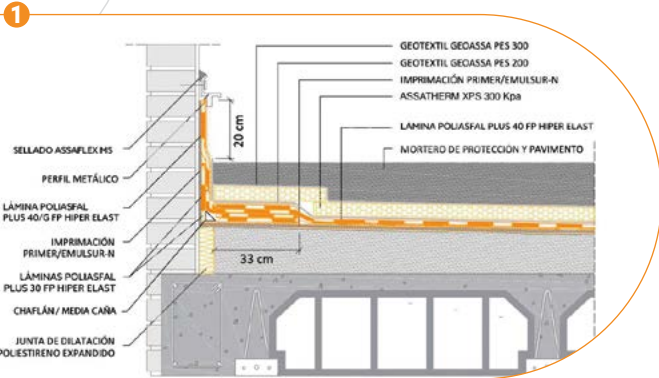 1
GEOTEXTIL GEOASSA PES 300
GEOTEXTIL GEOASSA PES 200
IMPRIMACIÓN PRIMER/EMULSUR-N
ASSATHERM XPS 300 Kpa
LÁMINA POLIASFAL PLUS 40 FP HIPER ELAST
MORTERO DE PROTECCIÓN Y PAVIMENTO
20 cm
SELLADO ASSAFLEX MS
PERFIL METÁLICO
LÁMINA POLIASFAL
PLUS 40/G FP HIPER ELAST
IMPRIMACIÓN
PRIMER/EMULSUR-N
LÁMINAS POLIASFAL
PLUS 30 FP HIPER ELAST
CHAFLÁN / MEDIA CAÑA
JUNTA DE DILATACIÓN
POLIESTIRENO EXPANDIDO
33 cm